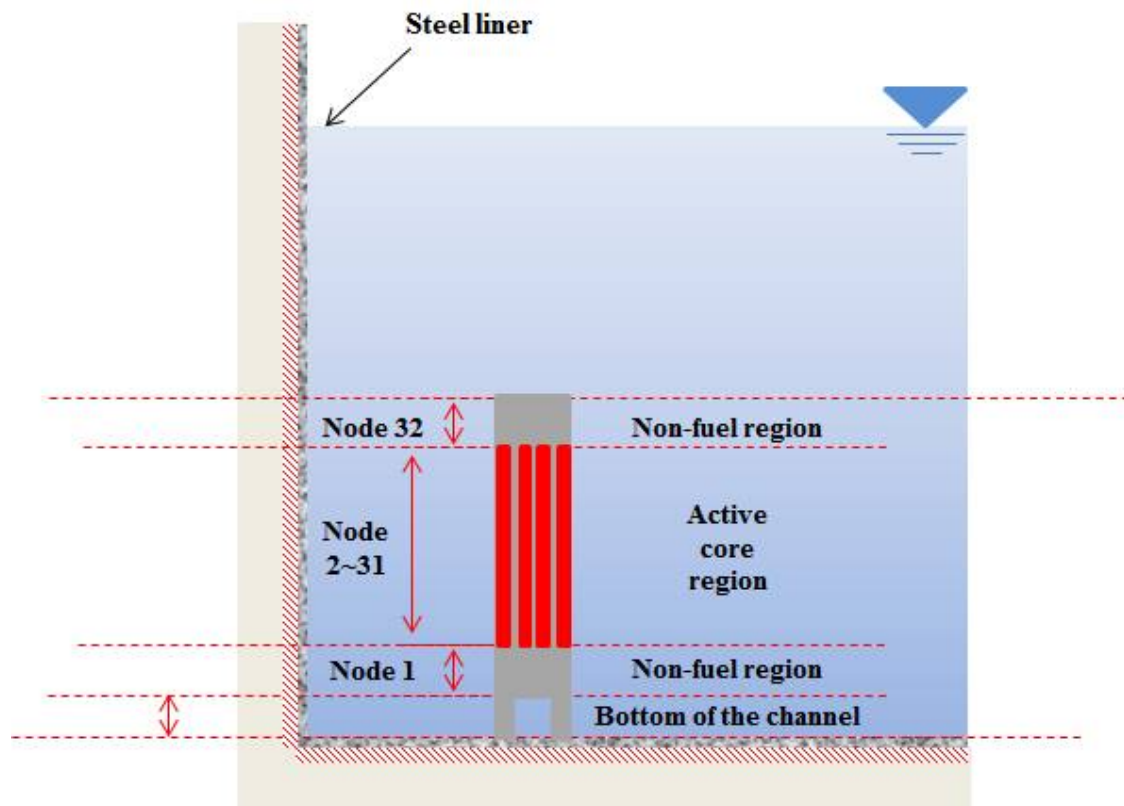 Steel liner
Node 32
Non-fuel region
Node
2~31
Active
core
region
Node 1
Non-fuel region
Bottom of the channel